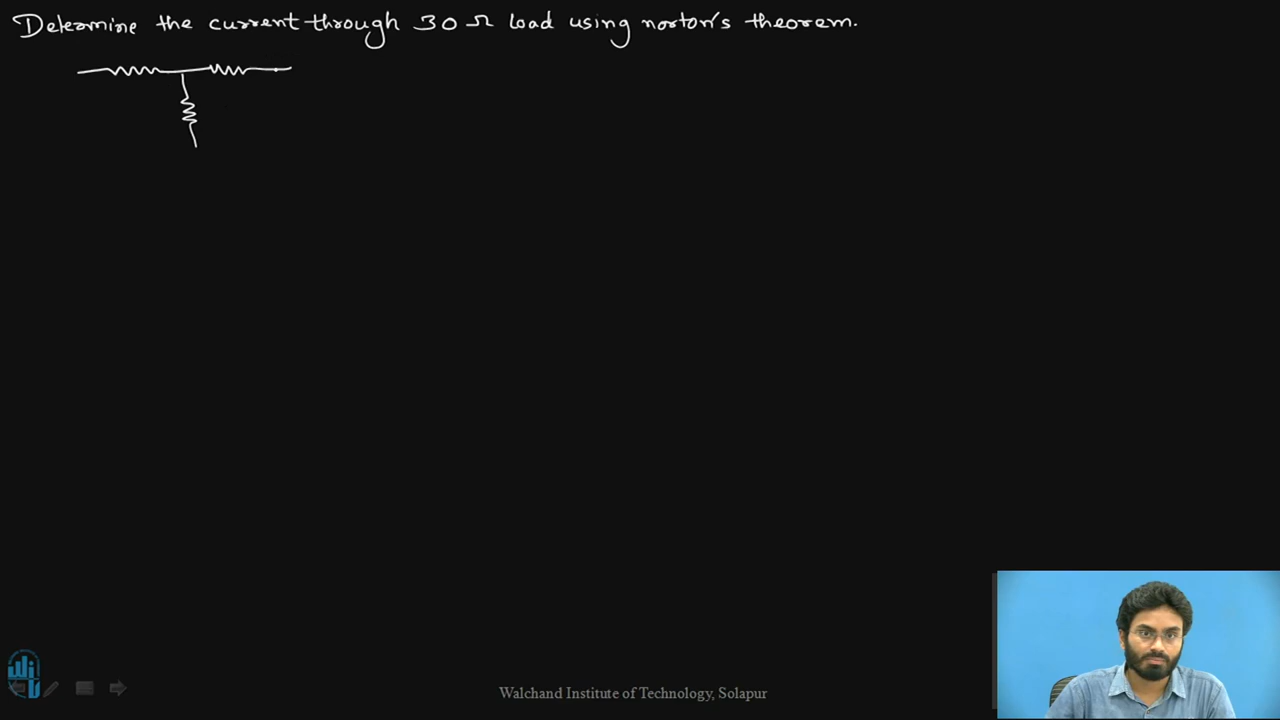 Determine the current through 30 Ω load using norton's theorem.
Walchand Institute of Technology, Solapur